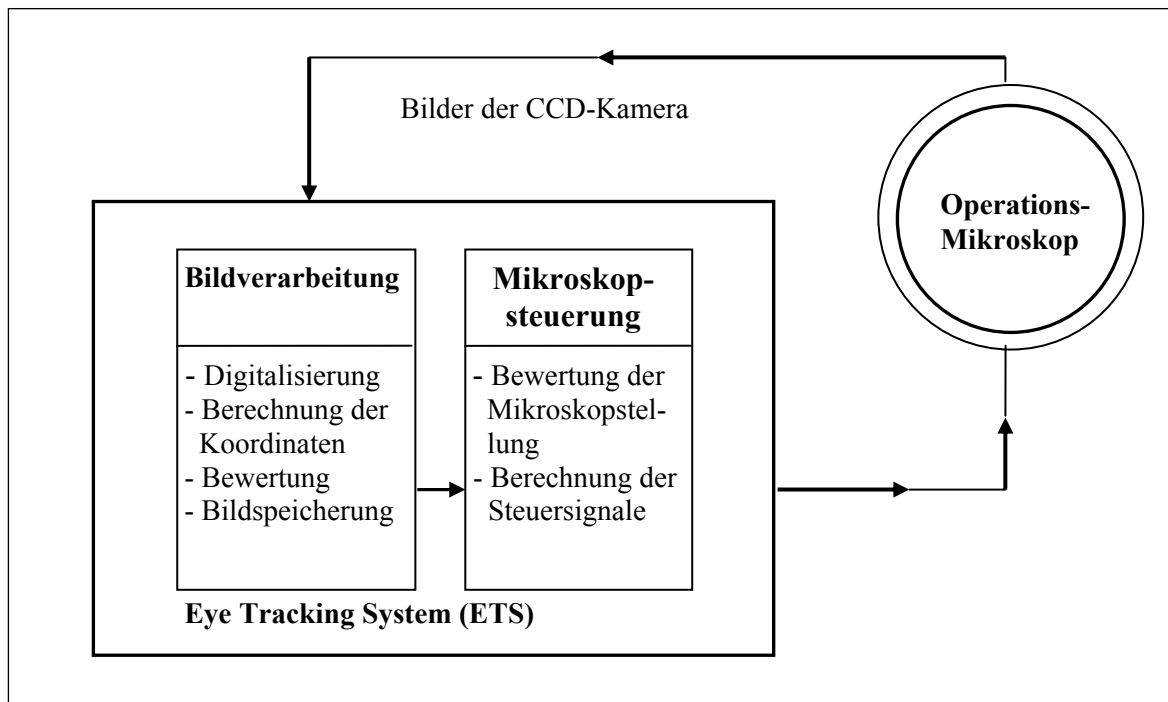 Bilder der CCD-Kamera
Operations-
Mikroskop
Bildverarbeitung
- Digitalisierung
- Berechnung der
Koordinaten
- Bewertung
- Bildspeicherung
Mikroskop-
steuerung
- Bewertung der
Mikroskopstel-
lung
- Berechnung der
Steuersignale
Eye Tracking System (ETS)